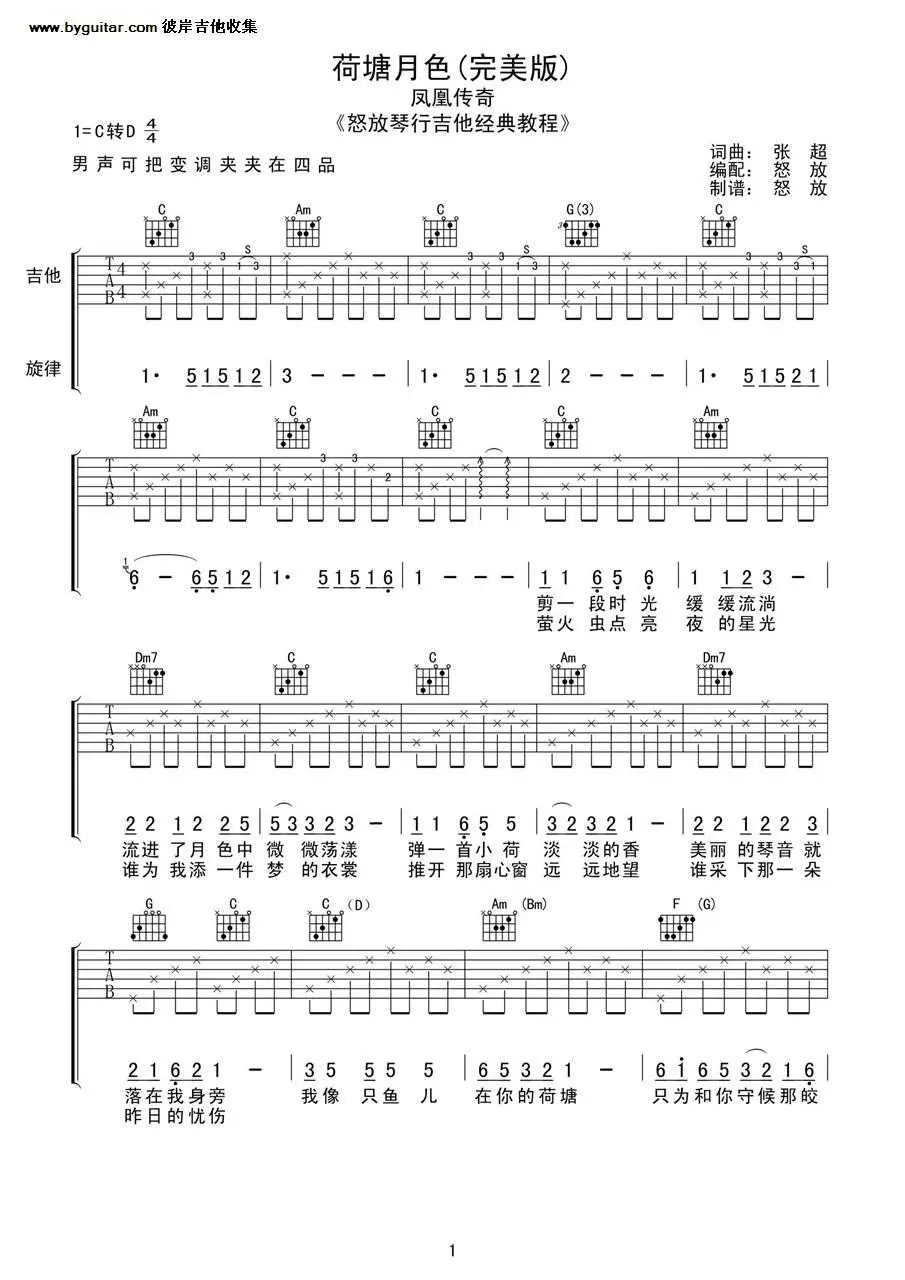 www.byguitar.com 彼岸吉他收集
荷塘月色(完美版)
凤凰传奇
《怒放琴行吉他经典教程》
1=C转D 4/4
男声可把变调夹夹在四品
词曲: 张 超
编配: 怒 放
制谱: 怒 放
C Am C G(3) C
3
3 3 S 1 3 3 3 S 1 3 3 3 S 3 1
吉他 T A B 4 4
旋律 1· 5 1 5 1 2 | 3 - - - | 1· 5 1 5 1 2 | 2 - - - | 1· 5 1 5 2 1 |
Am C C C Am
T A B 3 3 2
1 6 - 6 5 1 2 | 1· 5 1 5 1 6 | 1 - - - | 1 1 6 5 6 | 1 1 2 3 -
剪一 段时 光 缓 缓流淌
萤火 虫点 亮 夜 的星光
Dm7 C C Am Dm7
T A B
2 2 1 2 2 5 | 5 3 3 2 3 - | 1 1 6 5 5 | 3 2 3 2 2 - | 2 2 1 2 2 3
流进 了月 色中 微 微荡漾 弹一 首小 荷 淡 淡的香 美丽 的琴音 就
谁为 我添 一件 梦 的衣裳 推开 那扇心窗 远 远地望 谁采 下那一 朵
G C C (D) Am (Bm) F (G)
T A B
2 1 6 2 1 - | 3 5 5 5 5 | 6 5 3 2 1 - | 6 1 6 5 3 2 2 1 6
落在我身旁 我像 只鱼 儿 在你的荷塘 只为和你守候那皎
昨日的忧伤
1